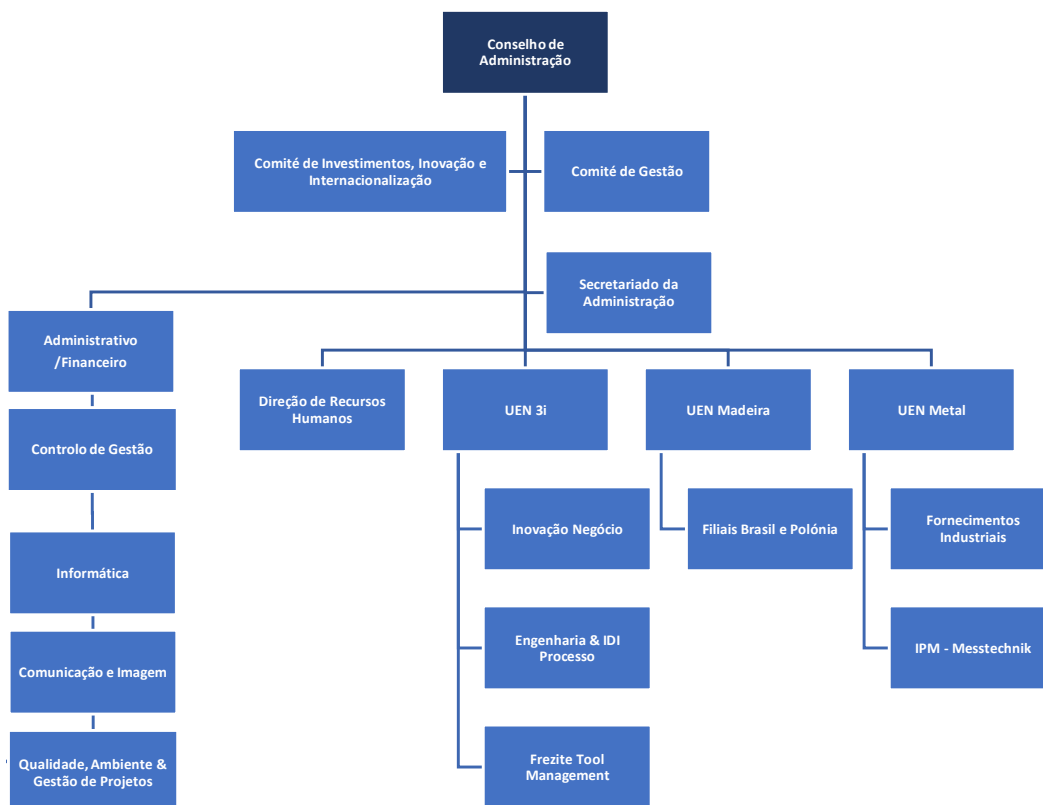 Conselho de
Administração
Comité de Investimentos, Inovação e
Internacionalização
Comité de Gestão
Secretariado da
Administração
Administrativo
/Financeiro
Controlo de Gestão
Informática
Comunicação e Imagem
Qualidade, Ambiente &
Gestão de Projetos
Direção de Recursos
Humanos
UEN 3i
Inovação Negócio
Engenharia & IDI
Processo
Frezite Tool
Management
UEN Madeira
Filiais Brasil e Polónia
UEN Metal
Fornecimentos
Industriais
IPM - Messtechnik